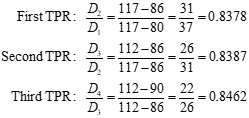 First TPR: D₂/D₁ = 117−86/117−80 = 31/37 = 0.8378
Second TPR: D₃/D₂ = 112−86/117−86 = 26/31 = 0.8387
Third TPR: D₄/D₃ = 112−90/112−86 = 22/26 = 0.8462